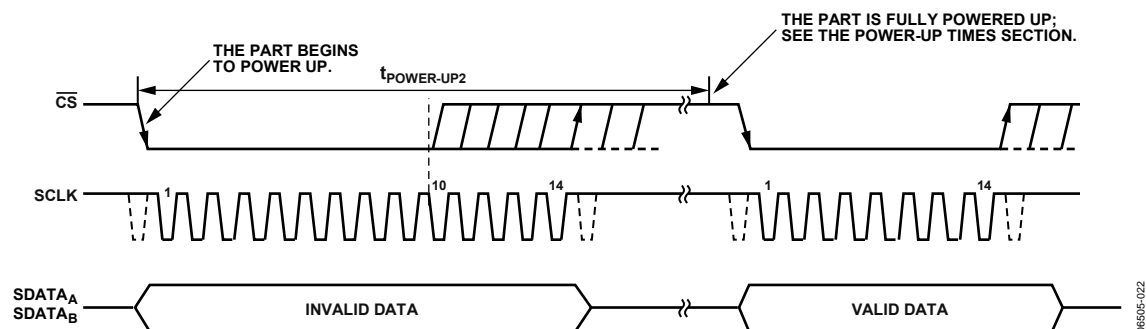 THE PART BEGINS
TO POWER UP.
THE PART IS FULLY POWERED UP;
SEE THE POWER-UP TIMES SECTION.
tPOWER-UP2
CS
SCLK
1
10
14
1
14
SDATAA
SDATAB
INVALID DATA
VALID DATA
06505-022